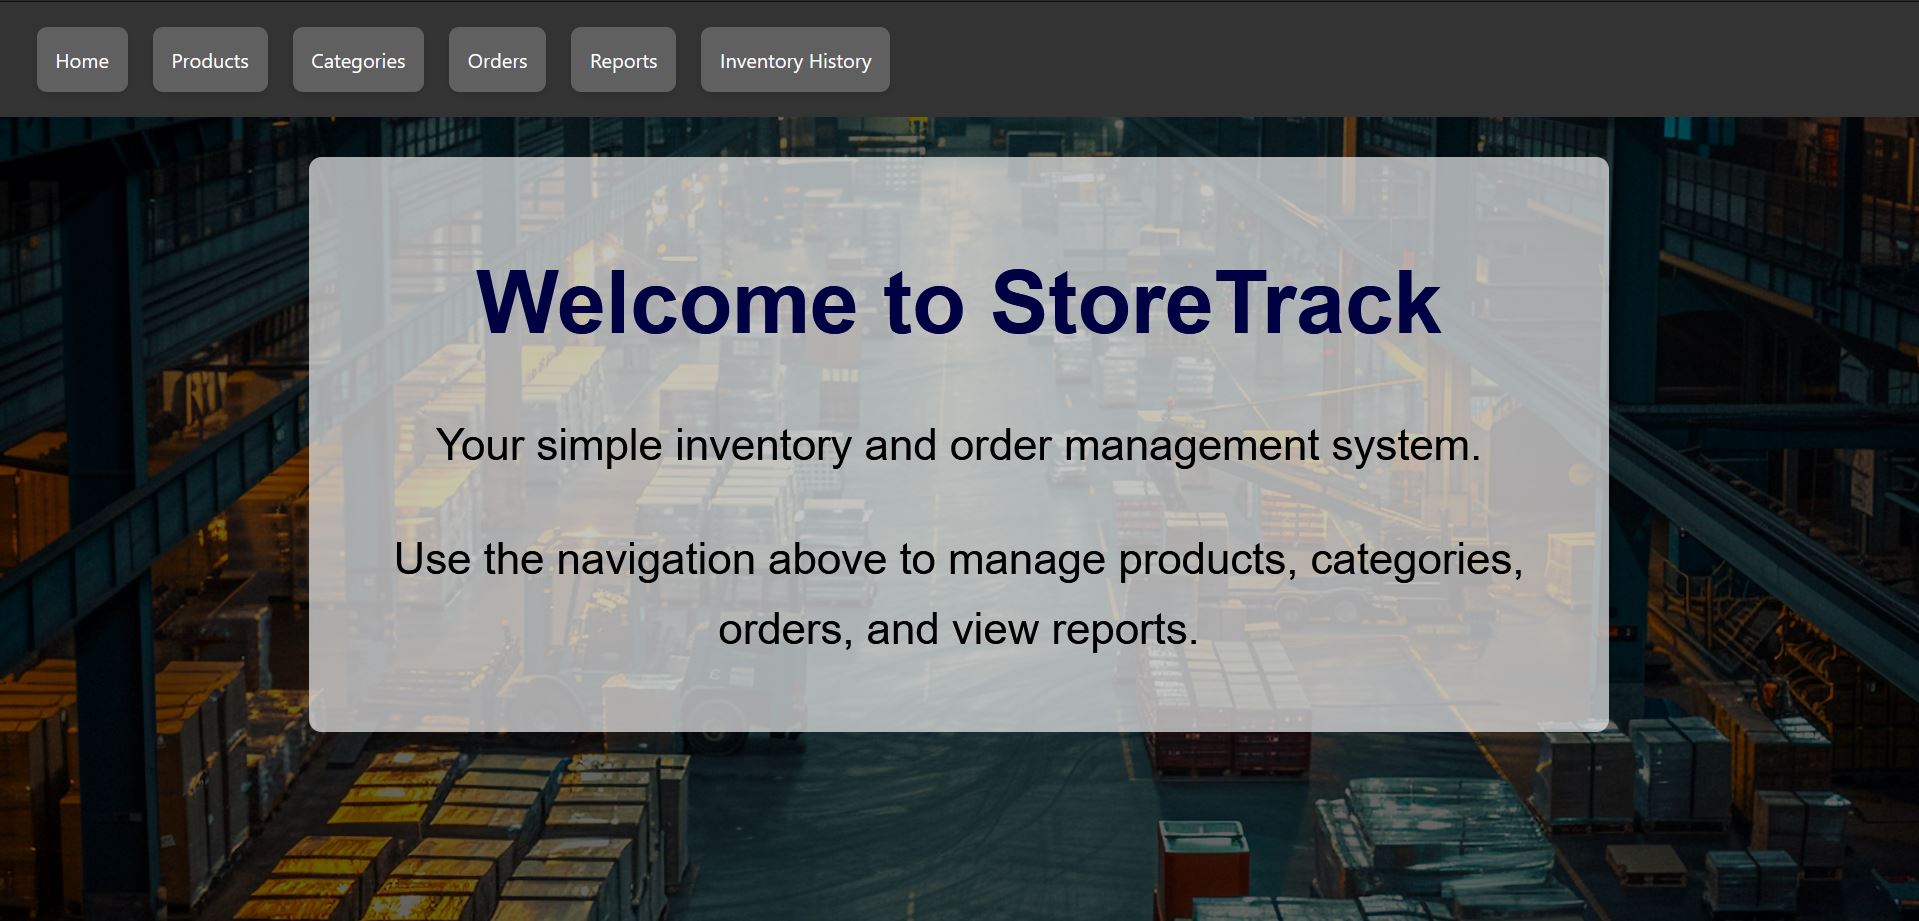 Home
Products
Categories
Orders
Reports
Inventory History
Welcome to StoreTrack
Your simple inventory and order management system.
Use the navigation above to manage products, categories,
orders, and view reports.